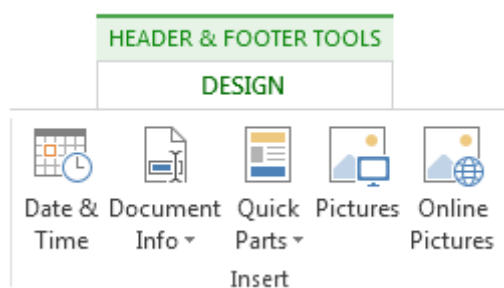 HEADER & FOOTER TOOLS
DESIGN
Date & Document Quick Pictures Online
Time Info Parts Pictures
Insert